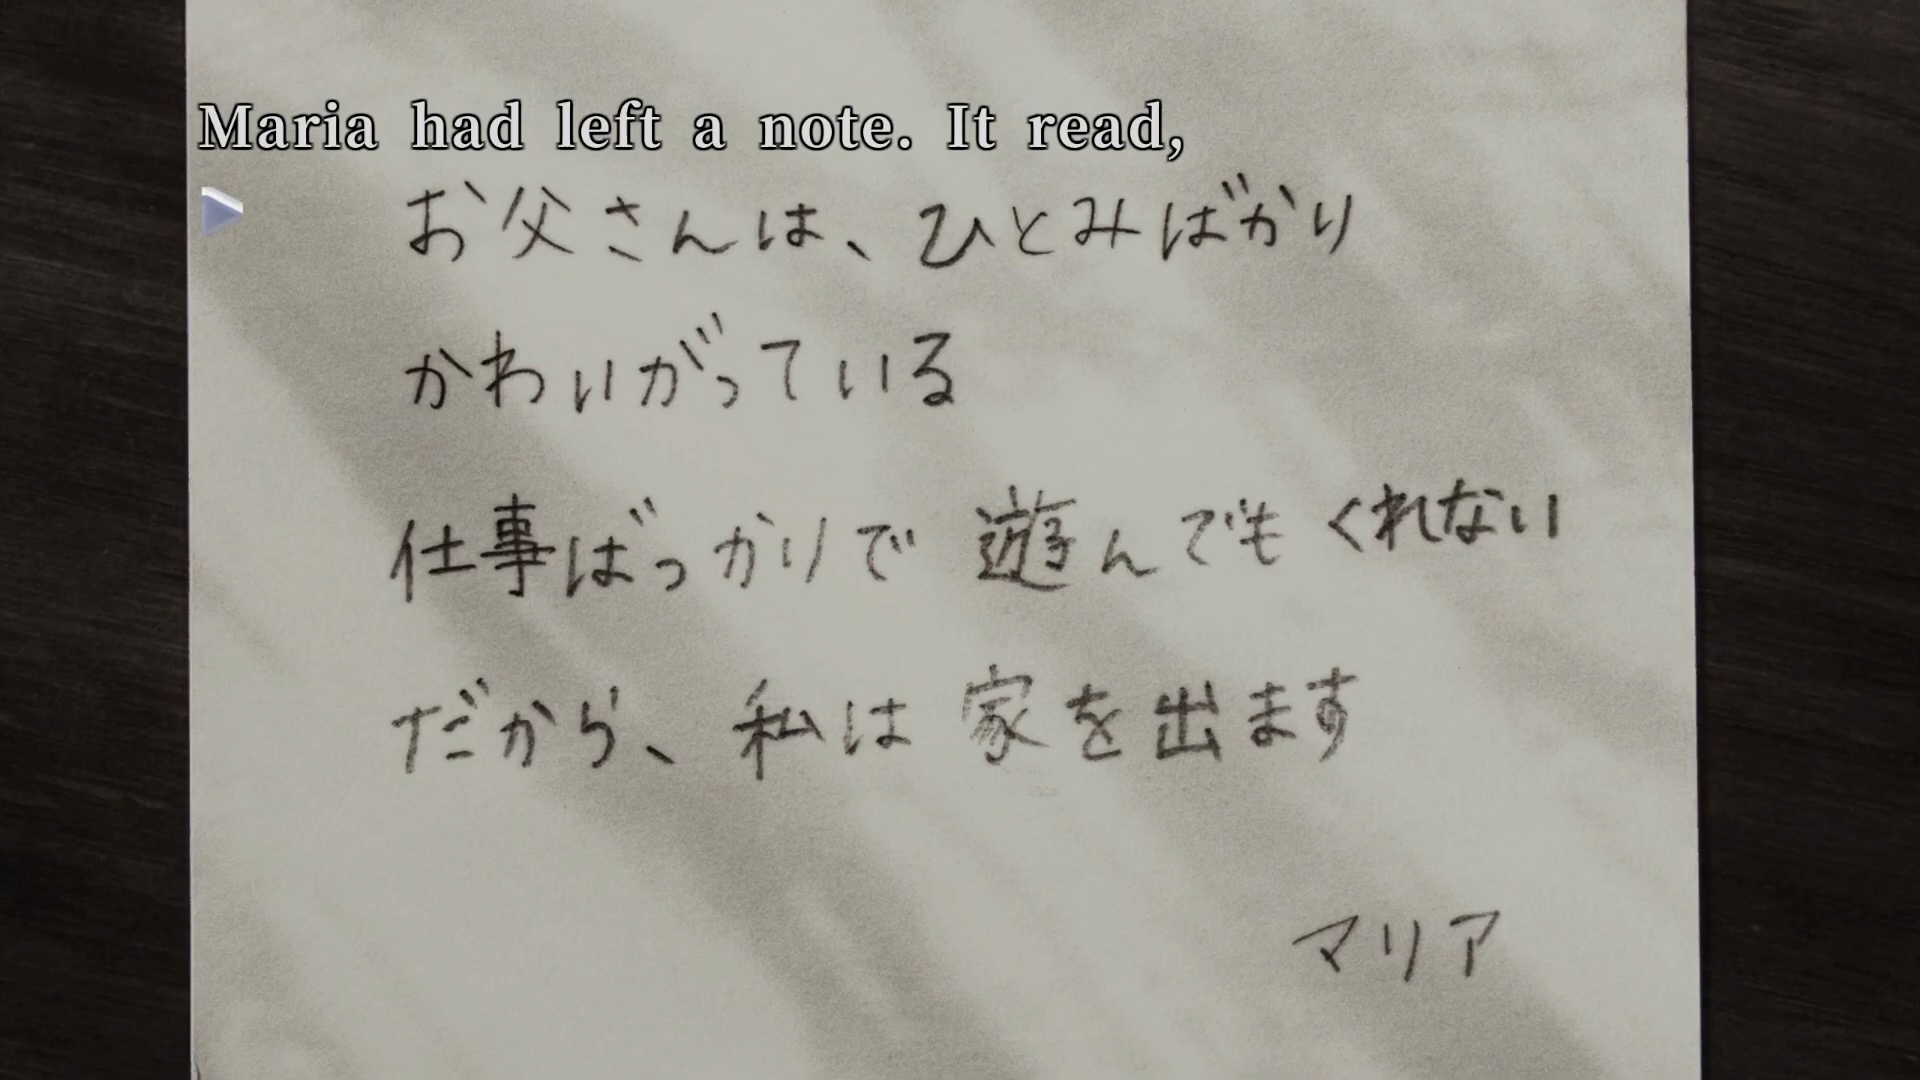 Maria had left a note. It read,
お父さんは、ひとみばかり
かわいがっている
仕事ばっかりで 遊んでもくれない
だから、私は家を出ます
マリア